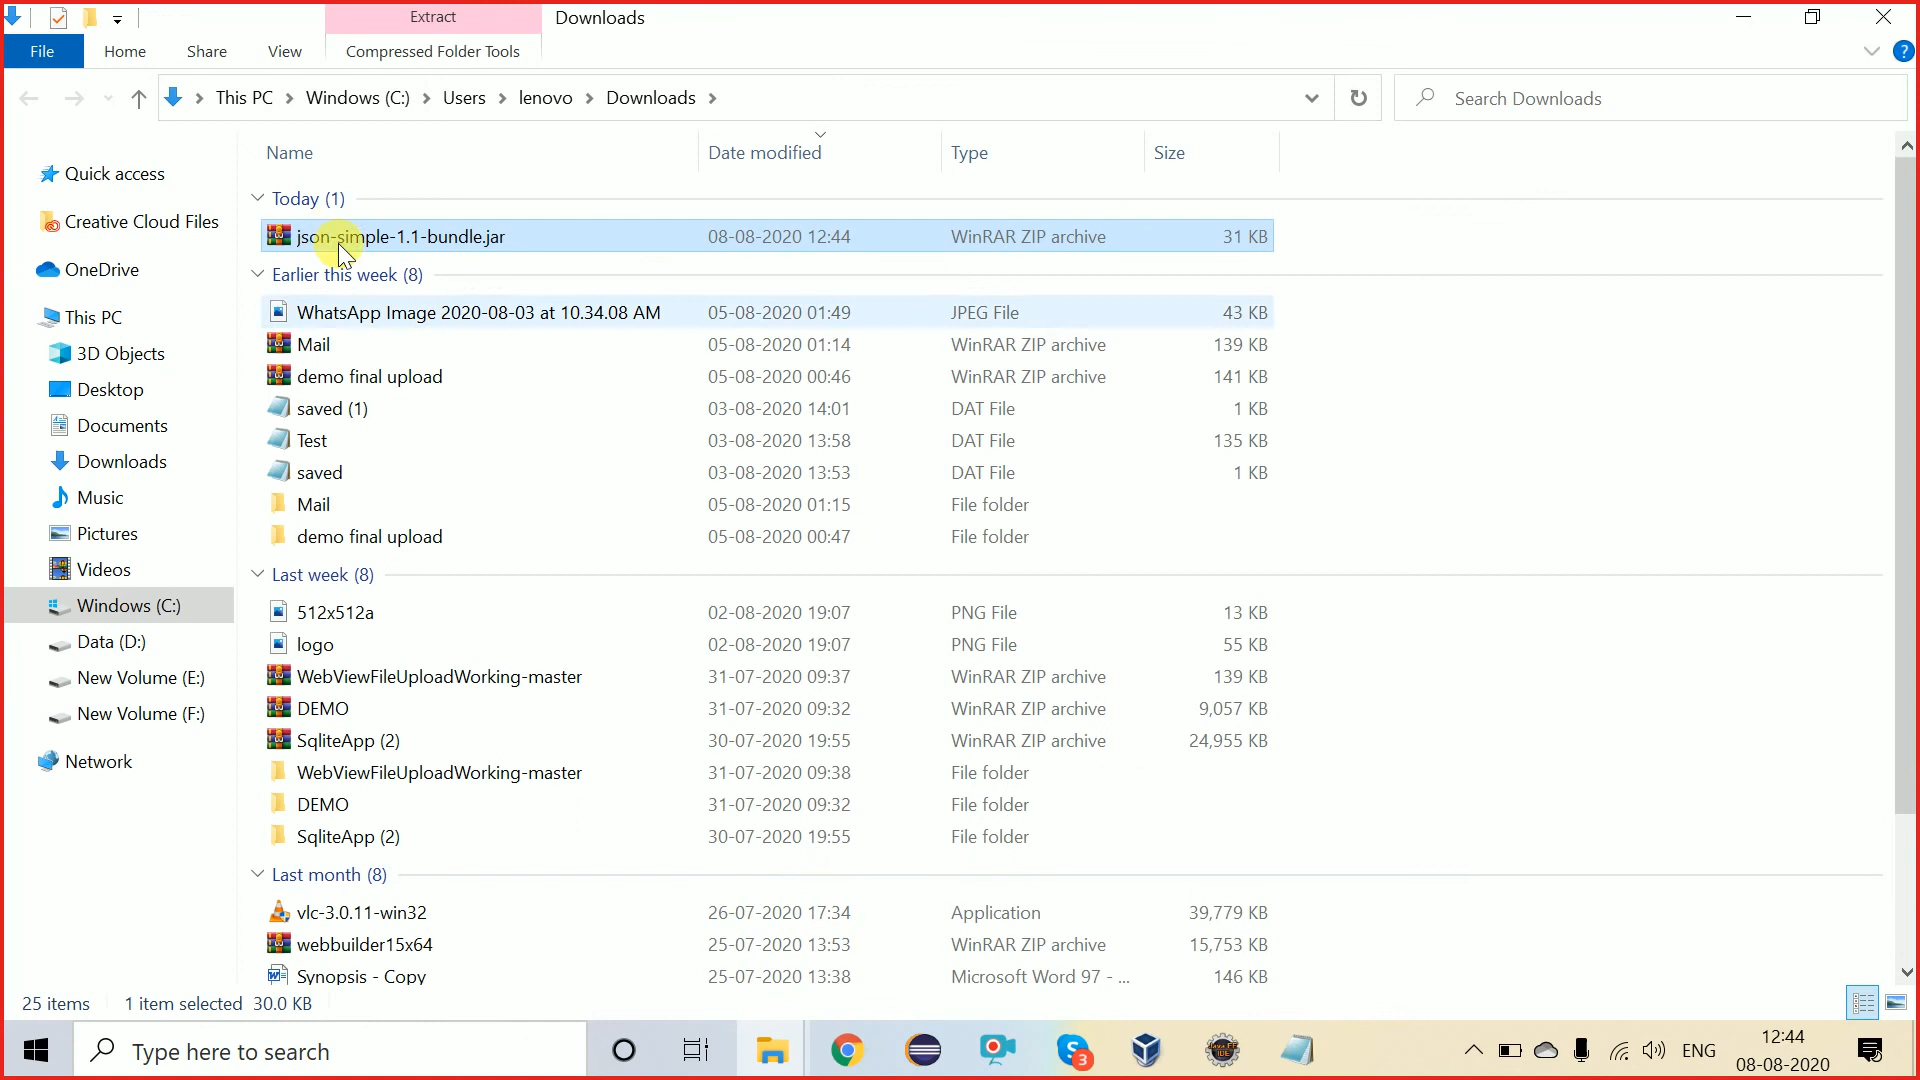 Extract
Downloads
File
Home
Share
View
Compressed Folder Tools
?
This PC
Windows (C:)
Users
lenovo
Downloads
Search Downloads
Quick access
Creative Cloud Files
OneDrive
This PC
3D Objects
Desktop
Documents
Downloads
Music
Pictures
Videos
Windows (C:)
Data (D:)
New Volume (E:)
New Volume (F:)
Network
Name Date modified Type Size
Today (1)
json-simple-1.1-bundle.jar 08-08-2020 12:44 WinRAR ZIP archive 31 KB
Earlier this week (8)
WhatsApp Image 2020-08-03 at 10.34.08 AM 05-08-2020 01:49 JPEG File 43 KB
Mail 05-08-2020 01:14 WinRAR ZIP archive 139 KB
demo final upload 05-08-2020 00:46 WinRAR ZIP archive 141 KB
saved (1) 03-08-2020 14:01 DAT File 1 KB
Test 03-08-2020 13:58 DAT File 135 KB
saved 03-08-2020 13:53 DAT File 1 KB
Mail 05-08-2020 01:15 File folder
demo final upload 05-08-2020 00:47 File folder
Last week (8)
512x512a 02-08-2020 19:07 PNG File 13 KB
logo 02-08-2020 19:07 PNG File 55 KB
WebViewFileUploadWorking-master 31-07-2020 09:37 WinRAR ZIP archive 139 KB
DEMO 31-07-2020 09:32 WinRAR ZIP archive 9,057 KB
SqliteApp (2) 30-07-2020 19:55 WinRAR ZIP archive 24,955 KB
WebViewFileUploadWorking-master 31-07-2020 09:38 File folder
DEMO 31-07-2020 09:32 File folder
SqliteApp (2) 30-07-2020 19:55 File folder
Last month (8)
vlc-3.0.11-win32 26-07-2020 17:34 Application 39,779 KB
webbuilder15x64 25-07-2020 13:53 WinRAR ZIP archive 15,753 KB
Synopsis - Copy 25-07-2020 13:38 Microsoft Word 97 - ... 146 KB
25 items 1 item selected 30.0 KB
Type here to search
S 3
ENG
12:44
08-08-2020